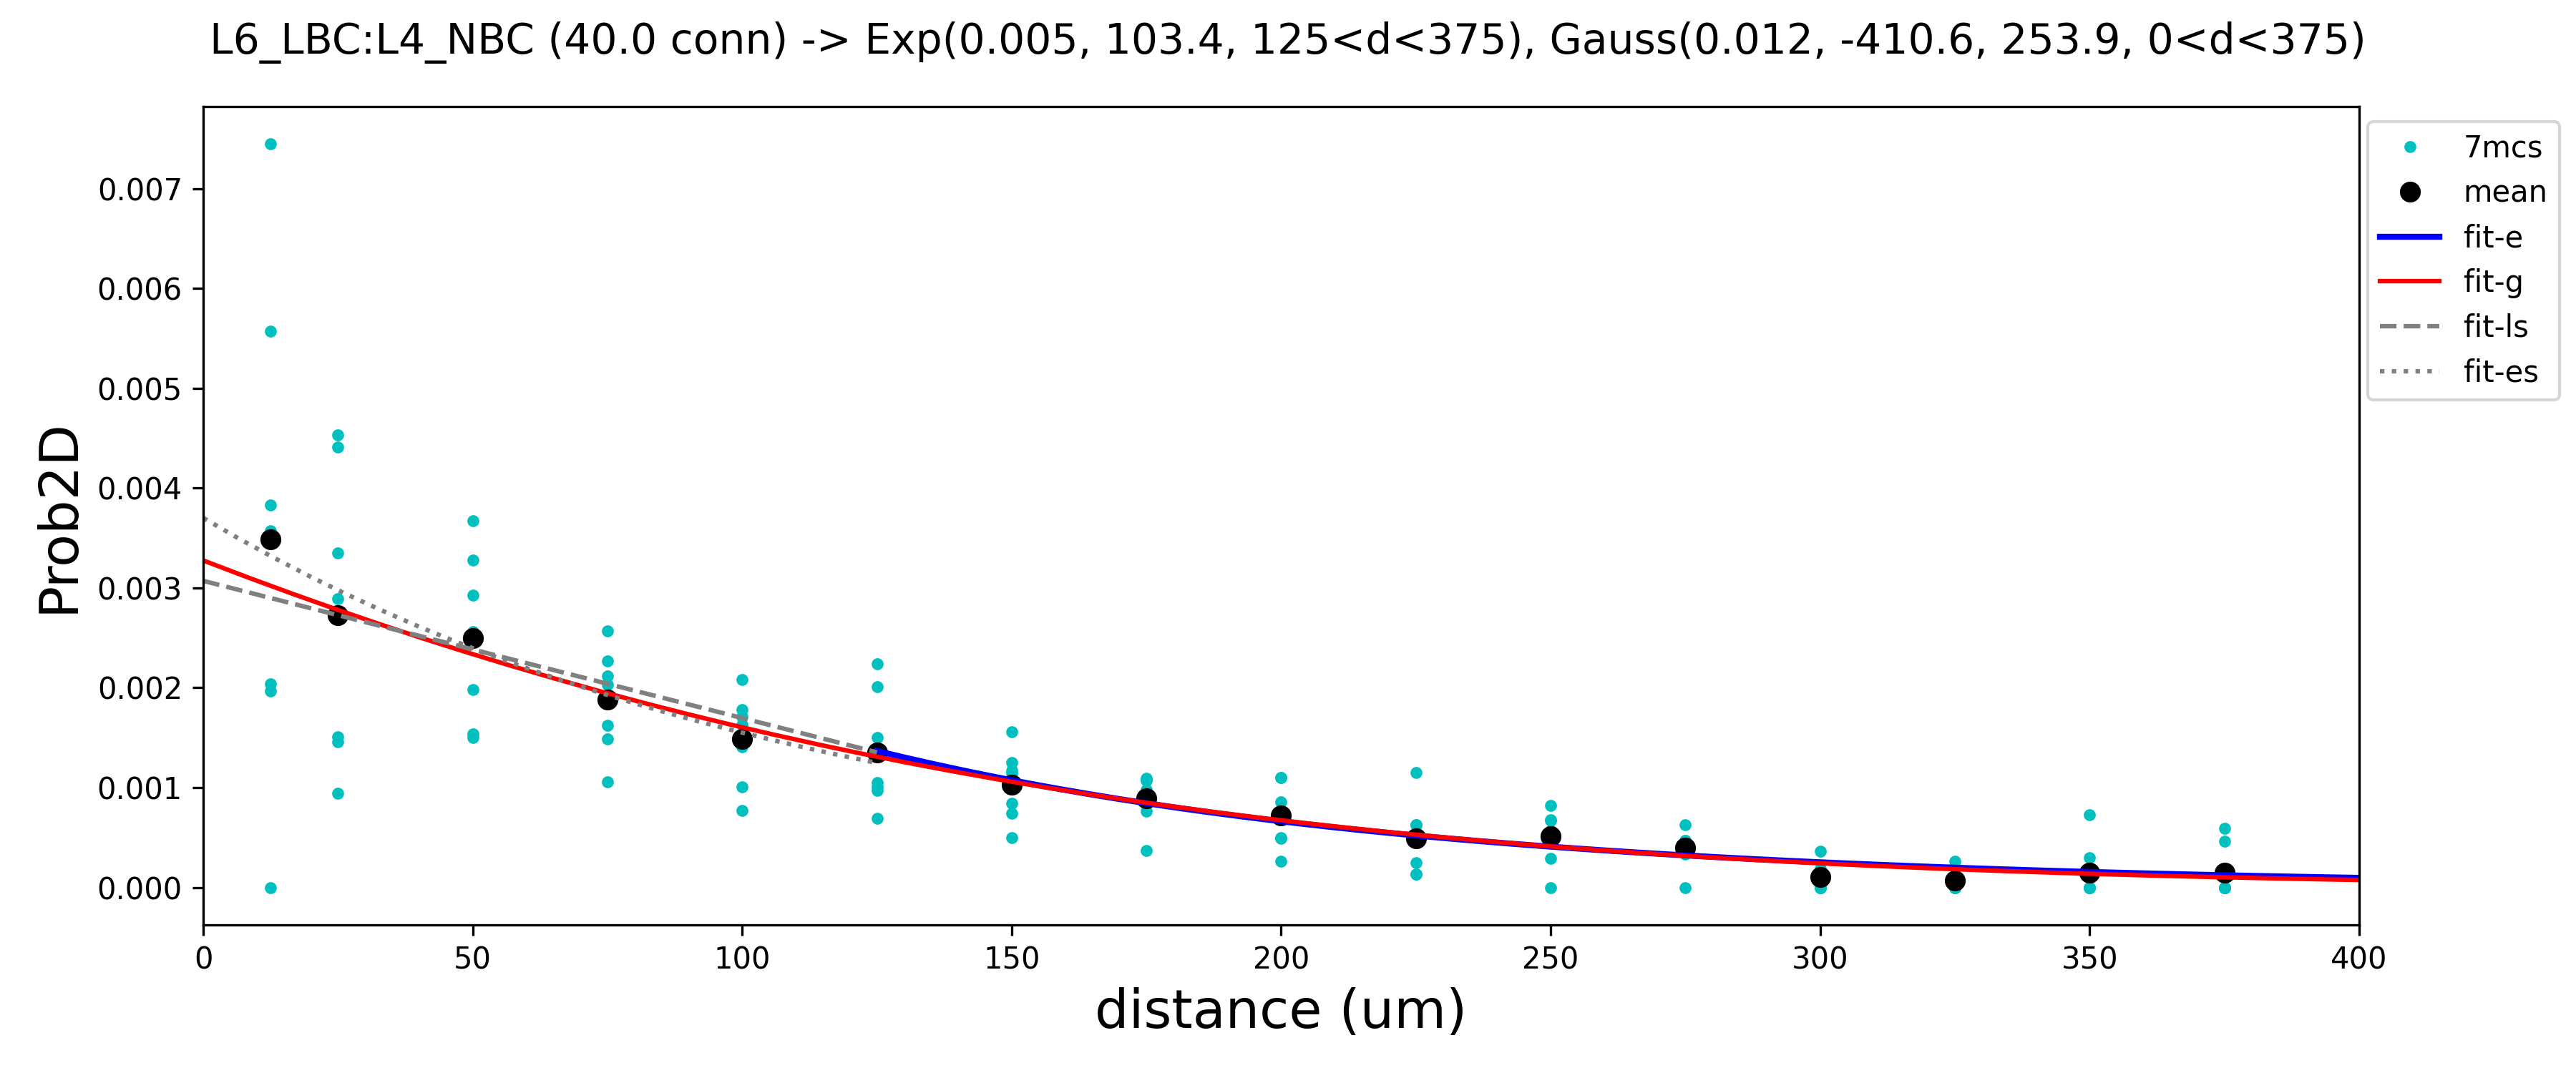 L6_LBC:L4_NBC (40.0 conn) -> Exp(0.005, 103.4, 125<d<375), Gauss(0.012, -410.6, 253.9, 0<d<375)
7mcs
mean
fit-e
fit-g
fit-ls
fit-es
0.007
0.006
0.005
0.004
0.003
0.002
0.001
0.000
Prob2D
0 50 100 150 200 250 300 350 400
distance (um)